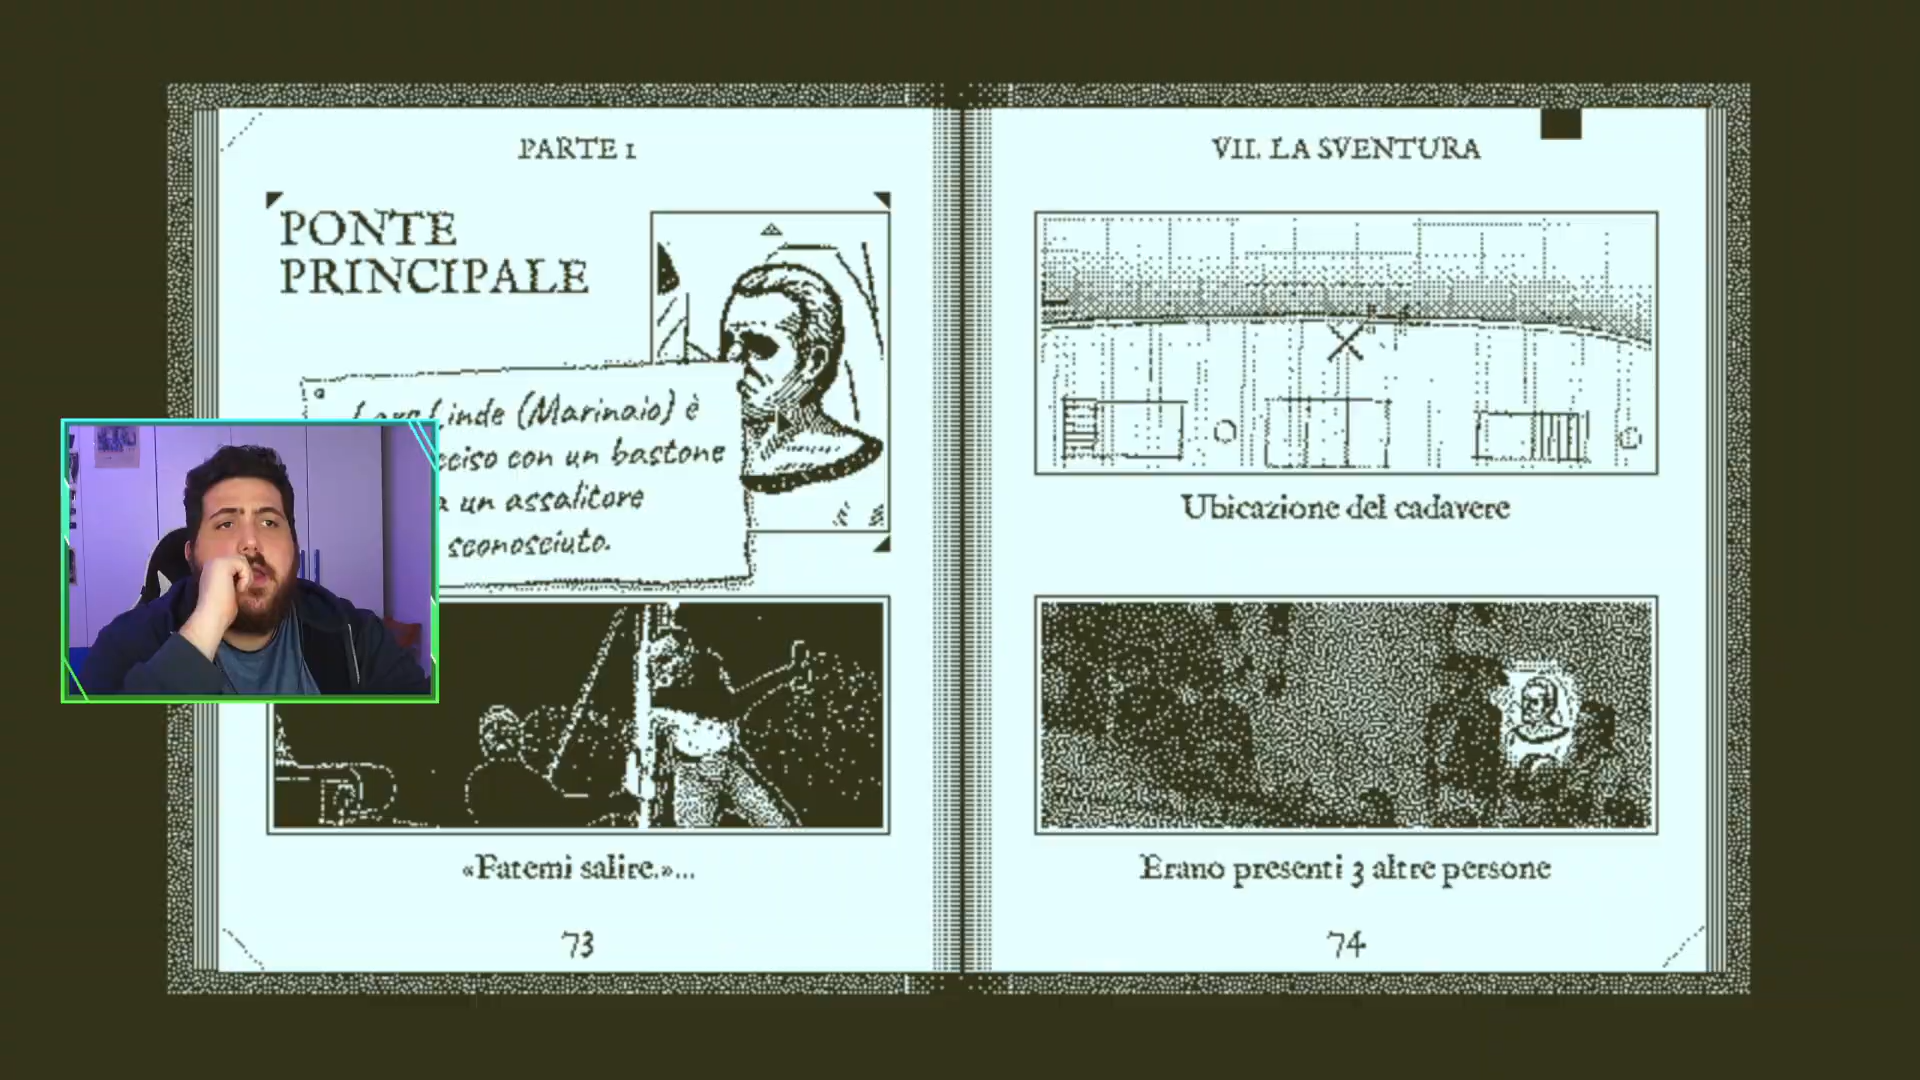 PARTE 1
PONTE
PRINCIPALE
Linde (Marinaio) è
con un bastone
un assalitore
sconosciuto.
«Fatemi salire.»...
73
VII. LA SVENTURA
Ubicazione del cadavere
Erano presenti 3 altre persone
74